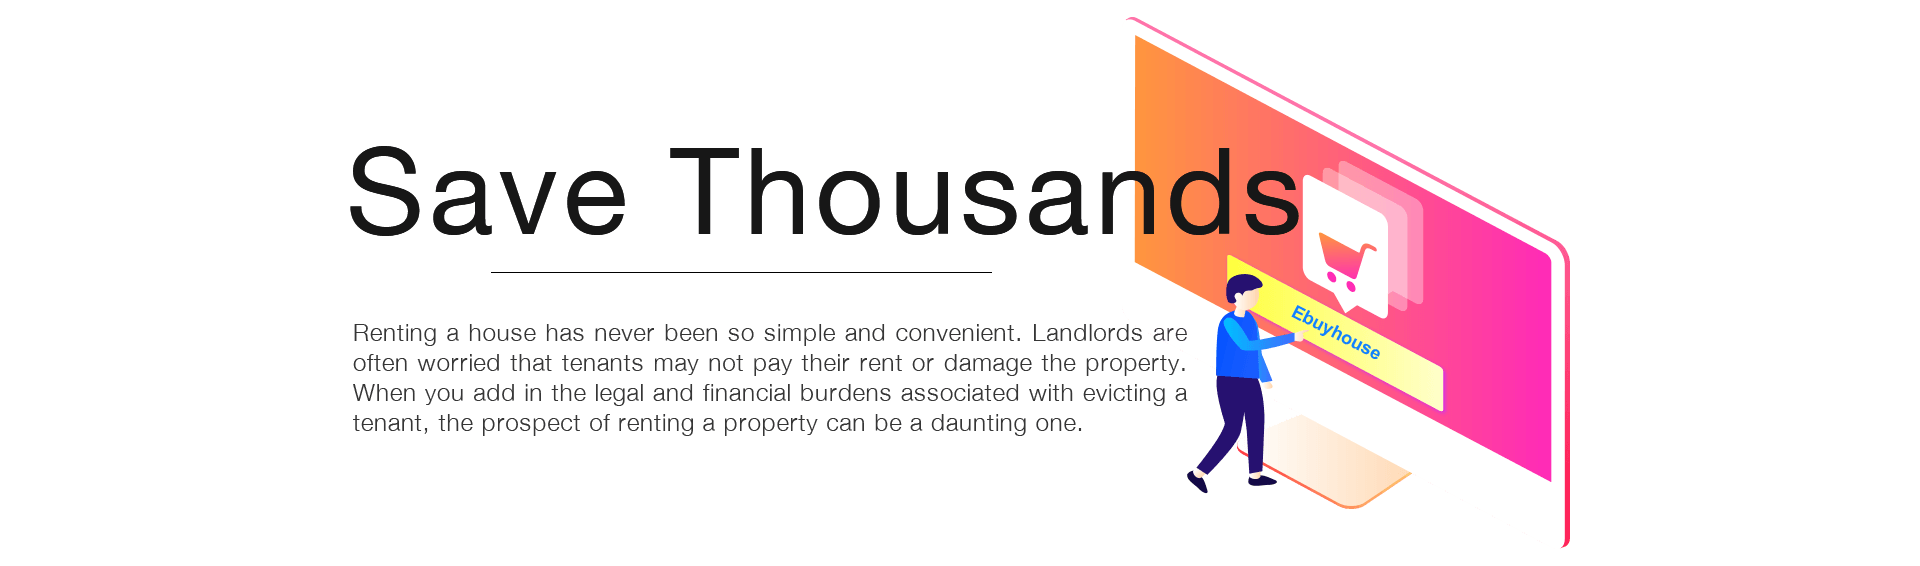 Save Thousands
Renting a house has never been so simple and convenient. Landlords are
often worried that tenants may not pay their rent or damage the property.
When you add in the legal and financial burdens associated with evicting a
tenant, the prospect of renting a property can be a daunting one.
Ebuyhouse